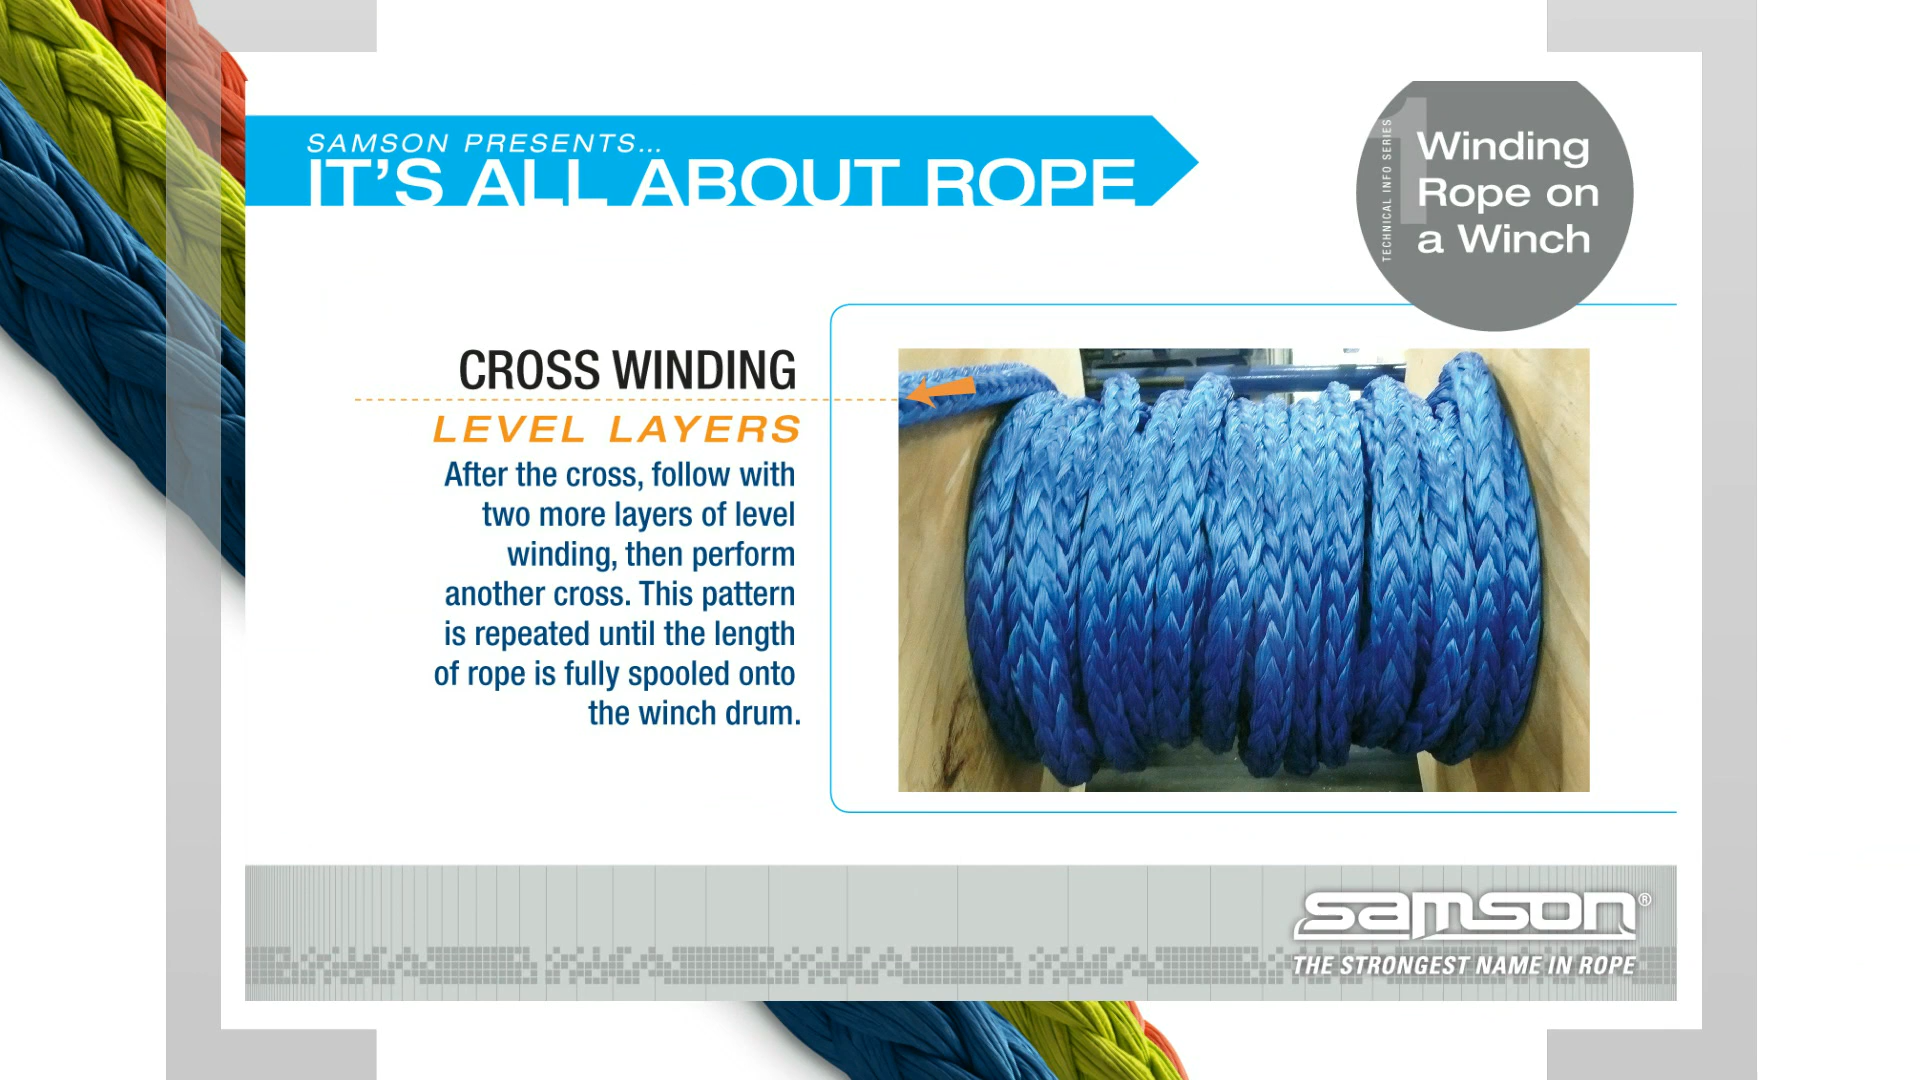 SAMSON PRESENTS...
IT'S ALL ABOUT ROPE
TECHNICAL INFO SERIES
1
Winding
Rope on
a Winch
CROSS WINDING
LEVEL LAYERS
After the cross, follow with
two more layers of level
winding, then perform
another cross. This pattern
is repeated until the length
of rope is fully spooled onto
the winch drum.
samson®
THE STRONGEST NAME IN ROPE